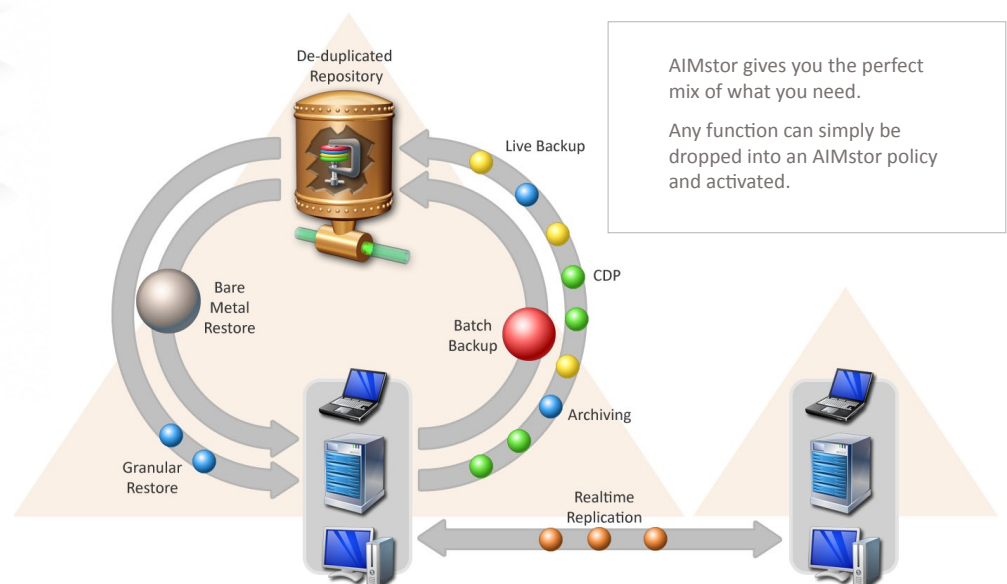 De-duplicated
Repository
AIMstor gives you the perfect
mix of what you need.
Any function can simply be
dropped into an AIMstor policy
and activated.
Live Backup
CDP
Bare
Metal
Restore
Batch
Backup
Archiving
Granular
Restore
Realtime
Replication